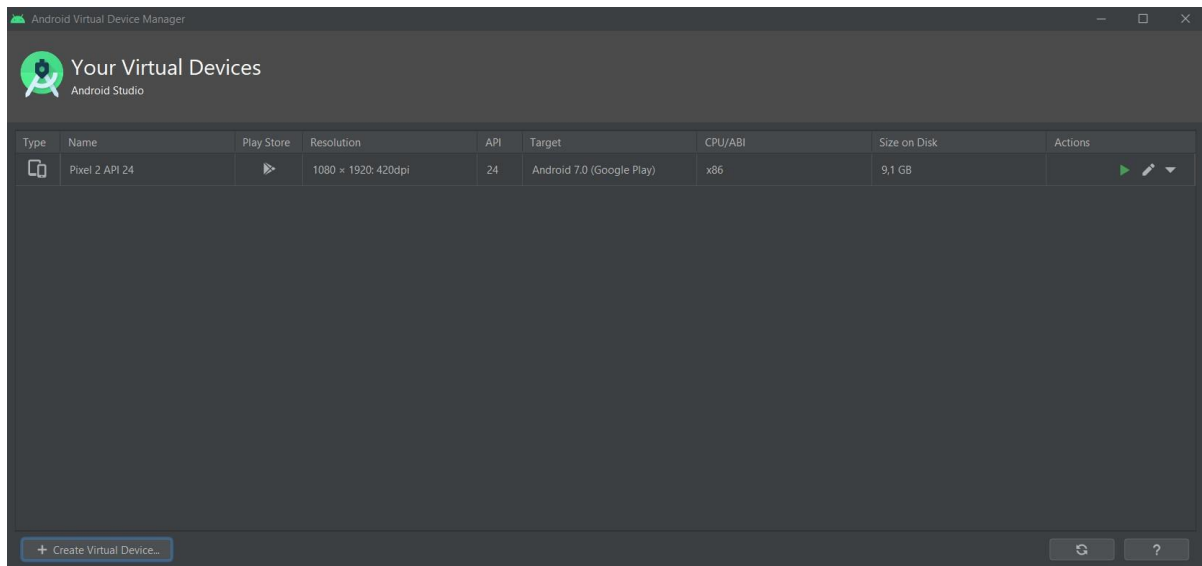 Android Virtual Device Manager
Your Virtual Devices
Android Studio
Type Name Play Store Resolution API Target CPU/ABI Size on Disk Actions
Pixel 2 API 24 1080 × 1920: 420dpi 24 Android 7.0 (Google Play) x86 9,1 GB
+ Create Virtual Device... ?